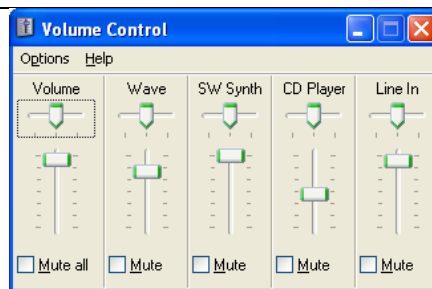 Volume Control
Options Help
Volume Wave SW Synth CD Player Line In
Mute all Mute Mute Mute Mute